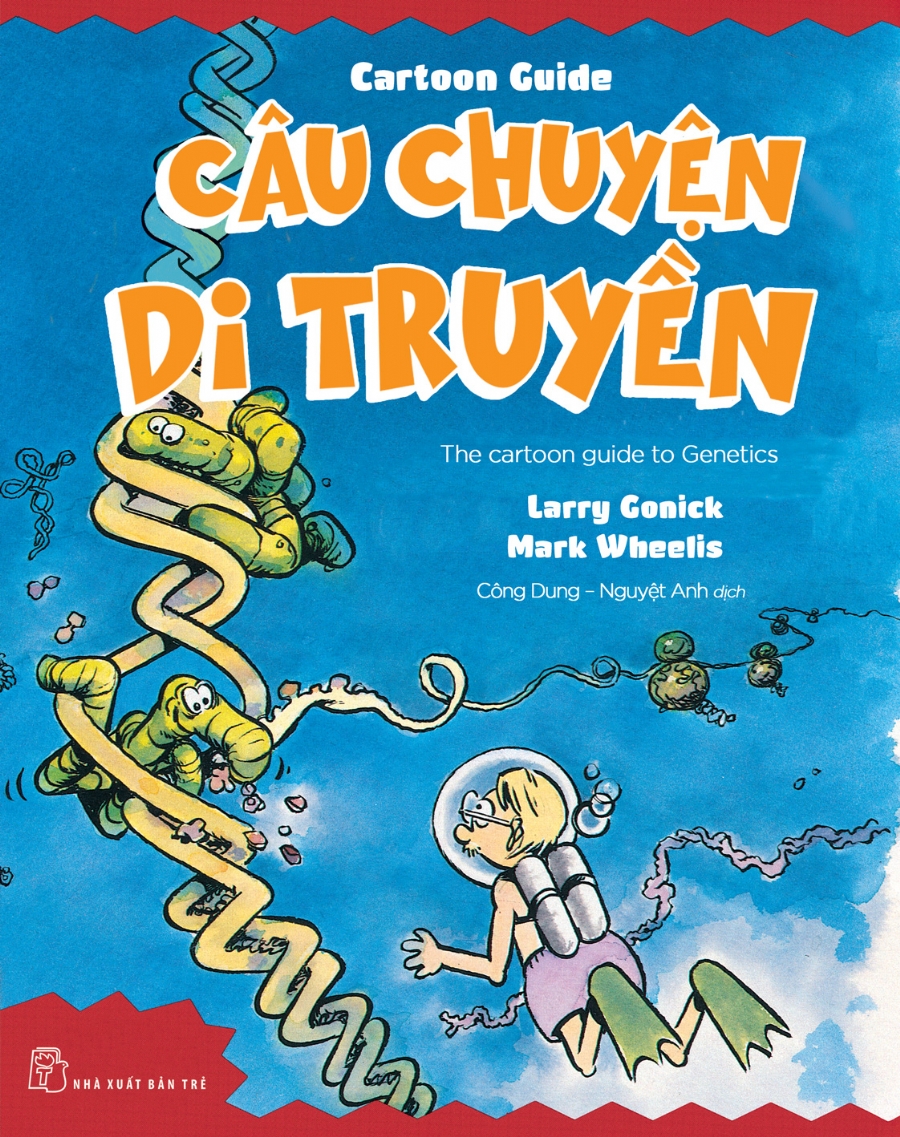 Cartoon Guide
CÂU CHUYỆN
Di TRUYỀN
The cartoon guide to Genetics
Larry Gonick
Mark Wheelis
Công Dung – Nguyệt Anh dịch
T
NHÀ XUẤT BẢN TRẺ